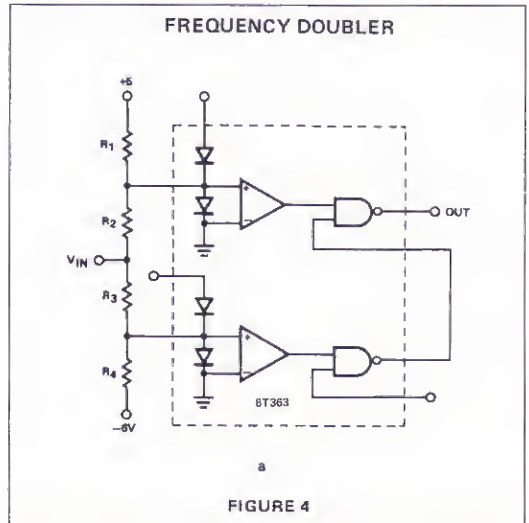 FREQUENCY DOUBLER
+5
R1
R2
VIN
R3
R4
-6V
OUT
8T363
a
FIGURE 4